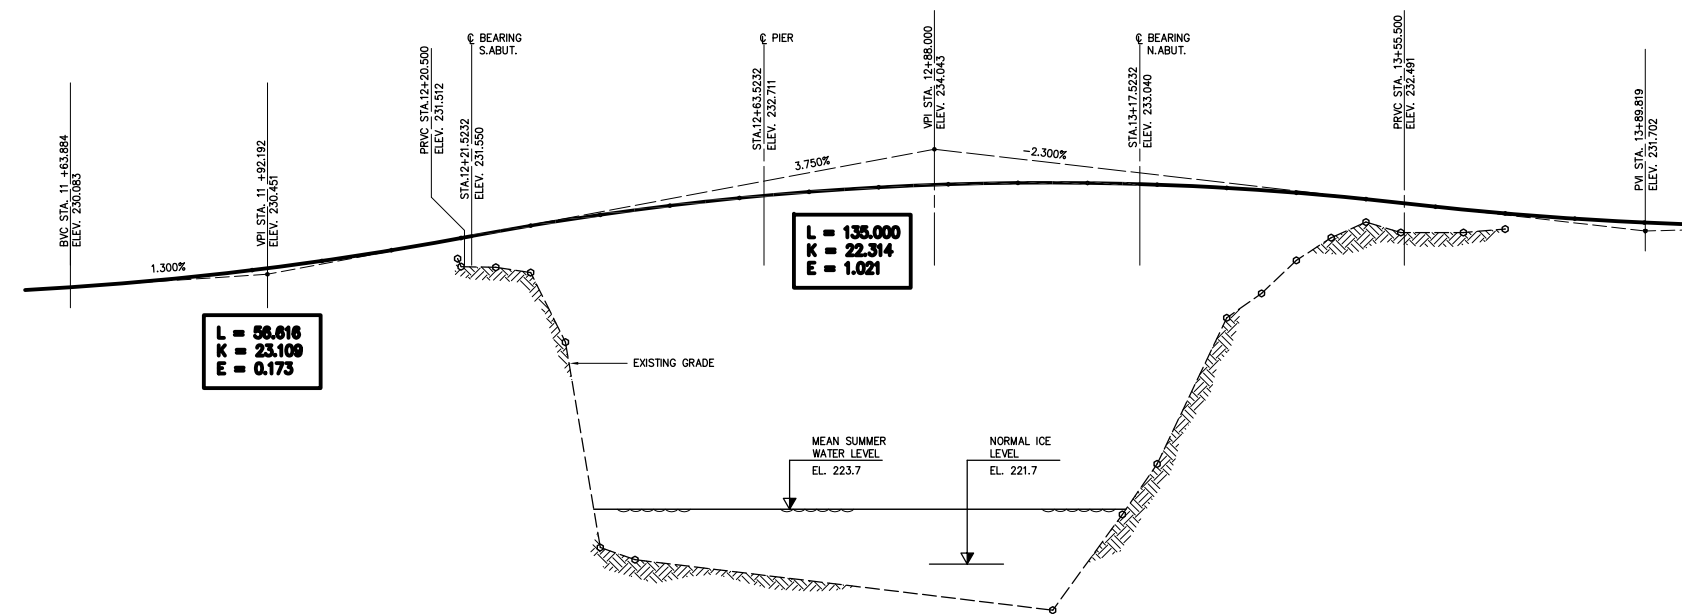 BVC STA. 11 +63.884
ELEV. 230.083
VPI STA. 11 +92.192
ELEV. 230.451
PRVC STA.12+20.500
ELEV. 231.512
℄ BEARING
S.ABUT.
STA.12+21.5232
ELEV. 231.550
℄ PIER
STA.12+63.5232
ELEV. 232.711
VPI STA. 12+88.000
ELEV. 234.043
℄ BEARING
N.ABUT.
STA.13+17.5232
ELEV. 233.040
PRVC STA. 13+55.500
ELEV. 232.491
PVI STA. 13+89.819
ELEV. 231.702
1.300%
3.750%
-2.300%
L = 135.000
K = 22.314
E = 1.021
L = 56.616
K = 23.109
E = 0.173
EXISTING GRADE
MEAN SUMMER
WATER LEVEL
EL. 223.7
NORMAL ICE
LEVEL
EL. 221.7